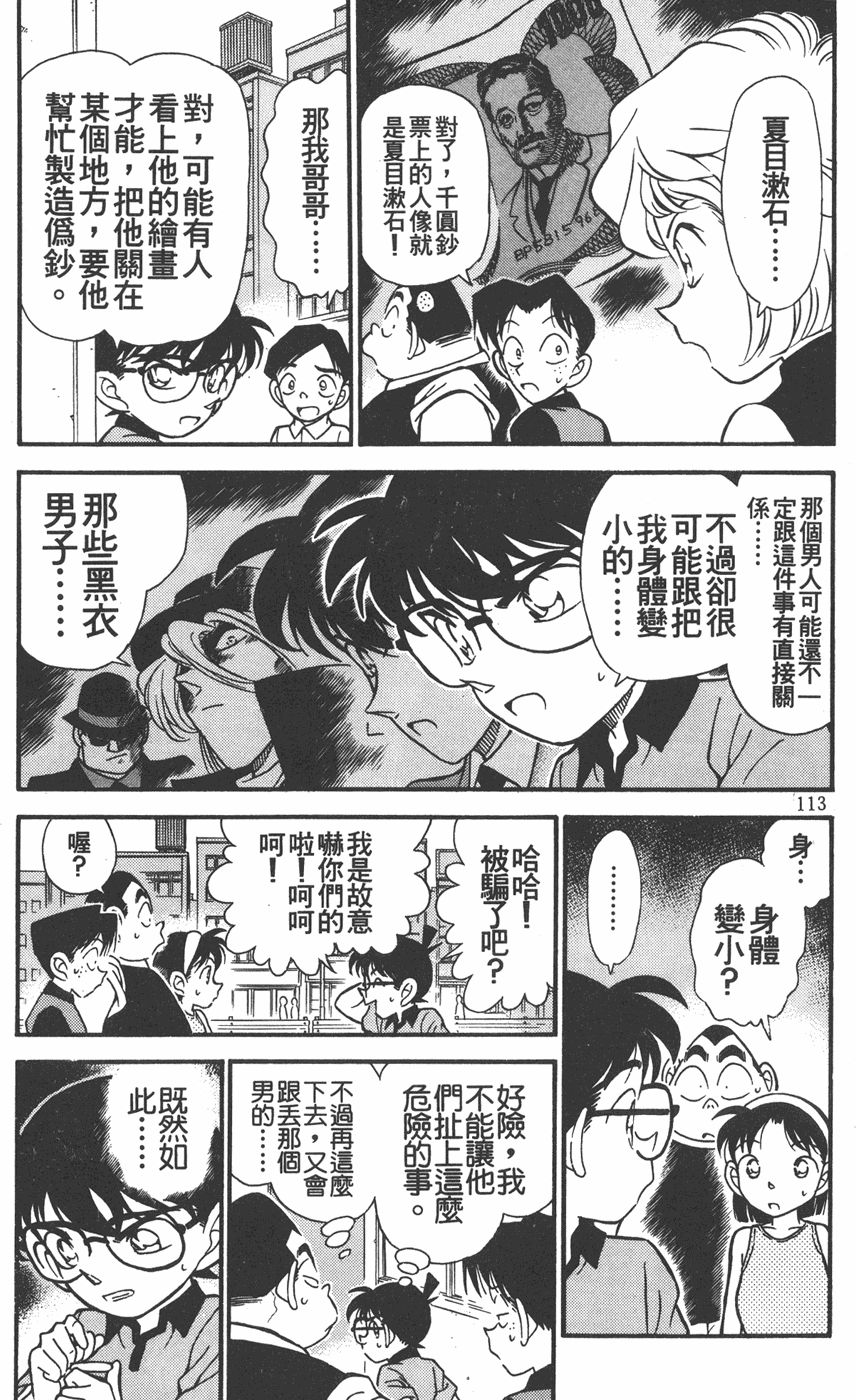 夏目漱石……
對了，千圓鈔
票上的人像就
是夏目漱石！
1000
BP5315968
那我哥哥……
對，可能有人
看上他的繪畫
才能，把他關在
某個地方，要他
幫忙製造偽鈔。
那個男人可能還不一
定跟這件事有直接關
係……
不過卻很
可能跟把
我身體變
小的……
那些黑衣
男子……
113
身…
身體
變小？
………
哈哈！
被騙了吧？
我是故意
嚇你們的
啦！呵呵
呵！
喔？
好險，我
不能讓他
們扯上這麼
危險的事。
不過再這麼
下去，又會
跟丟那個
男的……
既然如
此……